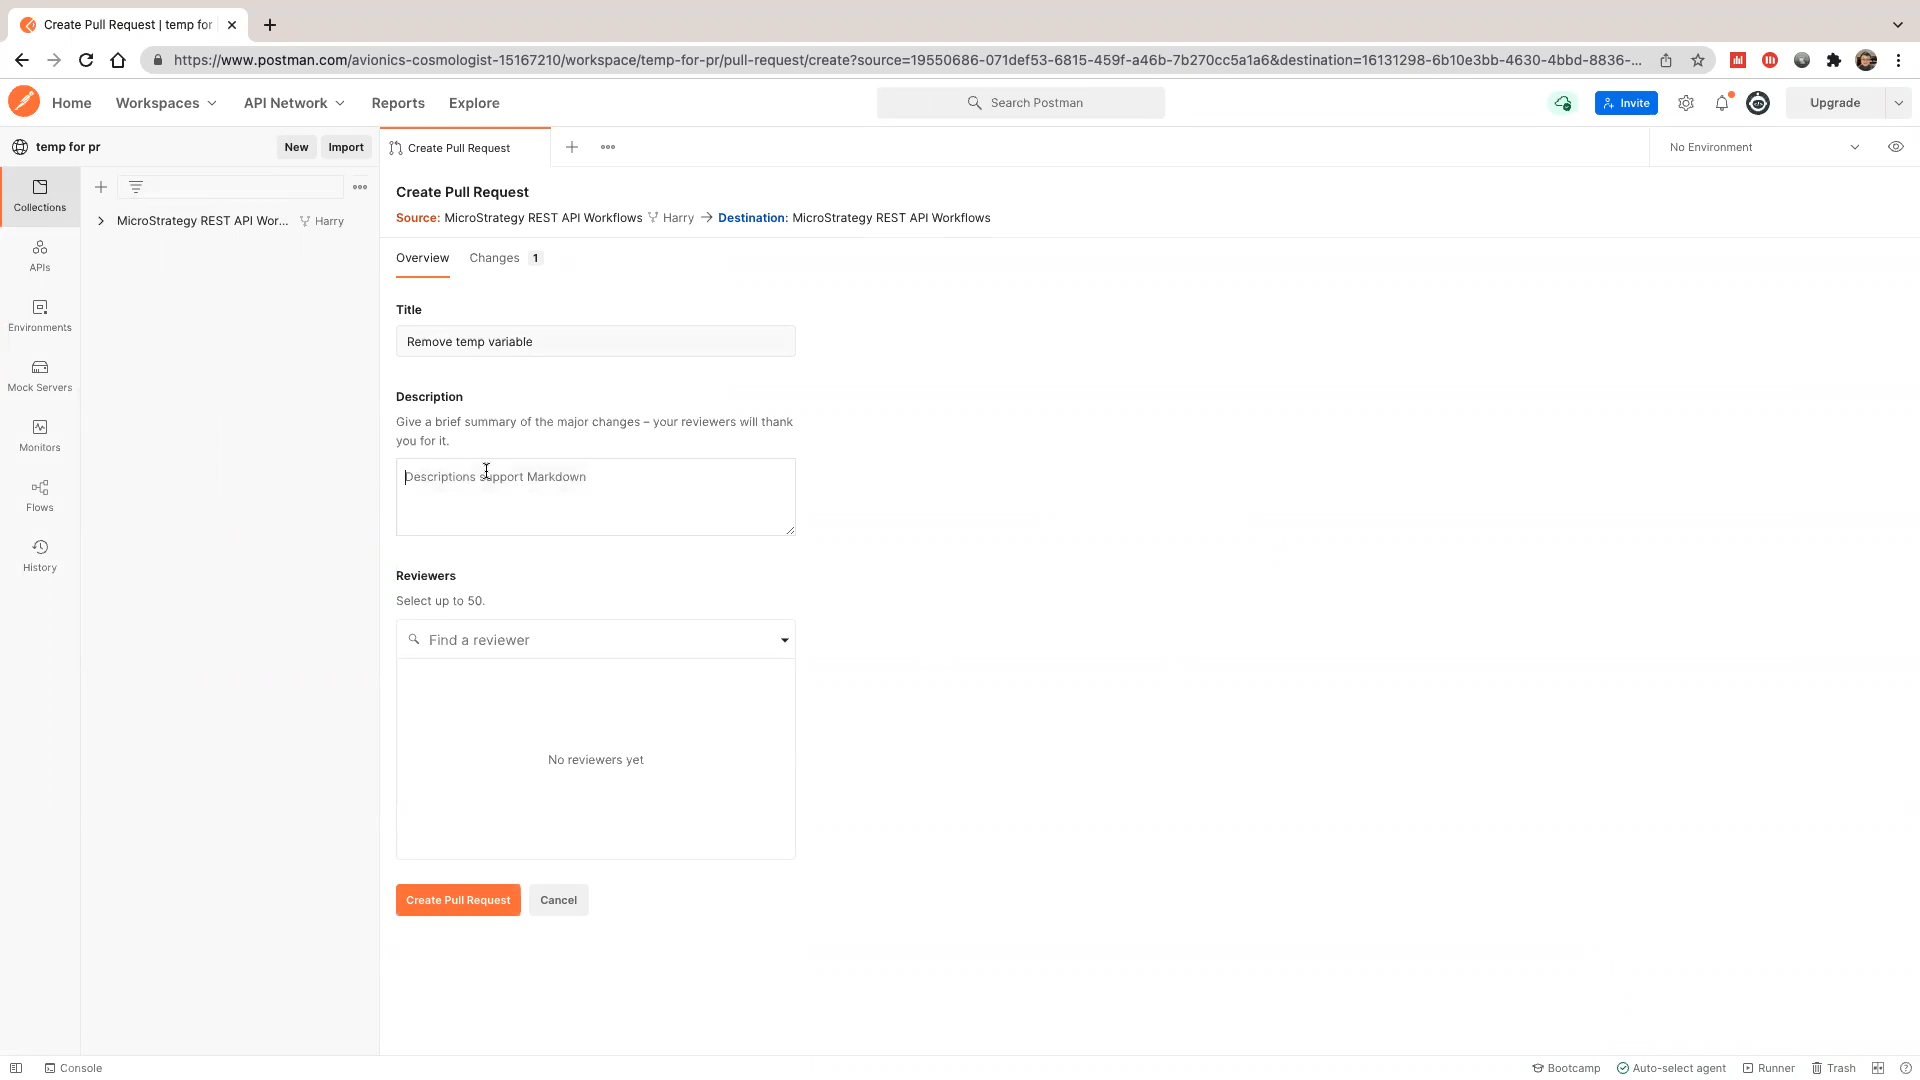 Create Pull Request | temp for
https://www.postman.com/avionics-cosmologist-15167210/workspace/temp-for-pr/pull-request/create?source=19550686-071def53-6815-459f-a46b-7b270cc5a1a6&destination=16131298-6b10e3bb-4630-4bbd-8836-...
Home
Workspaces
API Network
Reports
Explore
Search Postman
Invite
Upgrade
temp for pr
New
Import
Create Pull Request
No Environment
Collections
APIs
Environments
Mock Servers
Monitors
Flows
History
MicroStrategy REST API Wor...
Harry
Create Pull Request
Source: MicroStrategy REST API Workflows Harry → Destination: MicroStrategy REST API Workflows
Overview
Changes 1
Title
Remove temp variable
Description
Give a brief summary of the major changes – your reviewers will thank
you for it.
Descriptions support Markdown
Reviewers
Select up to 50.
Find a reviewer
No reviewers yet
Create Pull Request
Cancel
Console
Bootcamp
Auto-select agent
Runner
Trash